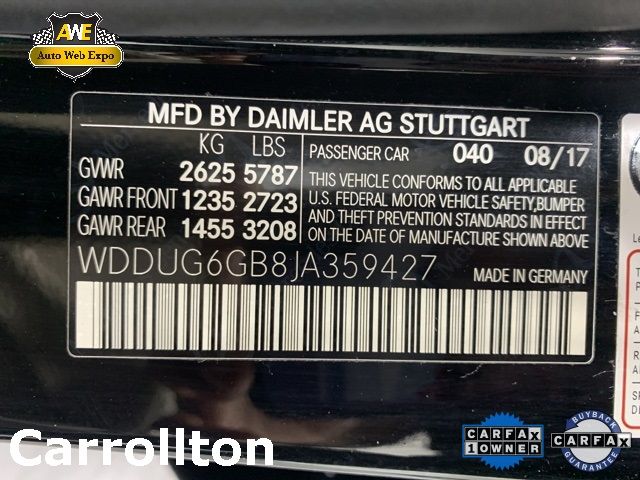 AWE
Auto Web Expo
MFD BY DAIMLER AG STUTTGART
KG LBS
GVWR 2625 5787
GAWR FRONT 1235 2723
GAWR REAR 1455 3208
PASSENGER CAR 040 08/17
THIS VEHICLE CONFORMS TO ALL APPLICABLE
U.S. FEDERAL MOTOR VEHICLE SAFETY,BUMPER
AND THEFT PREVENTION STANDARDS IN EFFECT
ON THE DATE OF MANUFACTURE SHOWN ABOVE.
WDDUG6GB8JA359427
MADE IN GERMANY
Carrollton
CARFAX
1 OWNER
BUYBACK
CARFAX
GUARANTEE